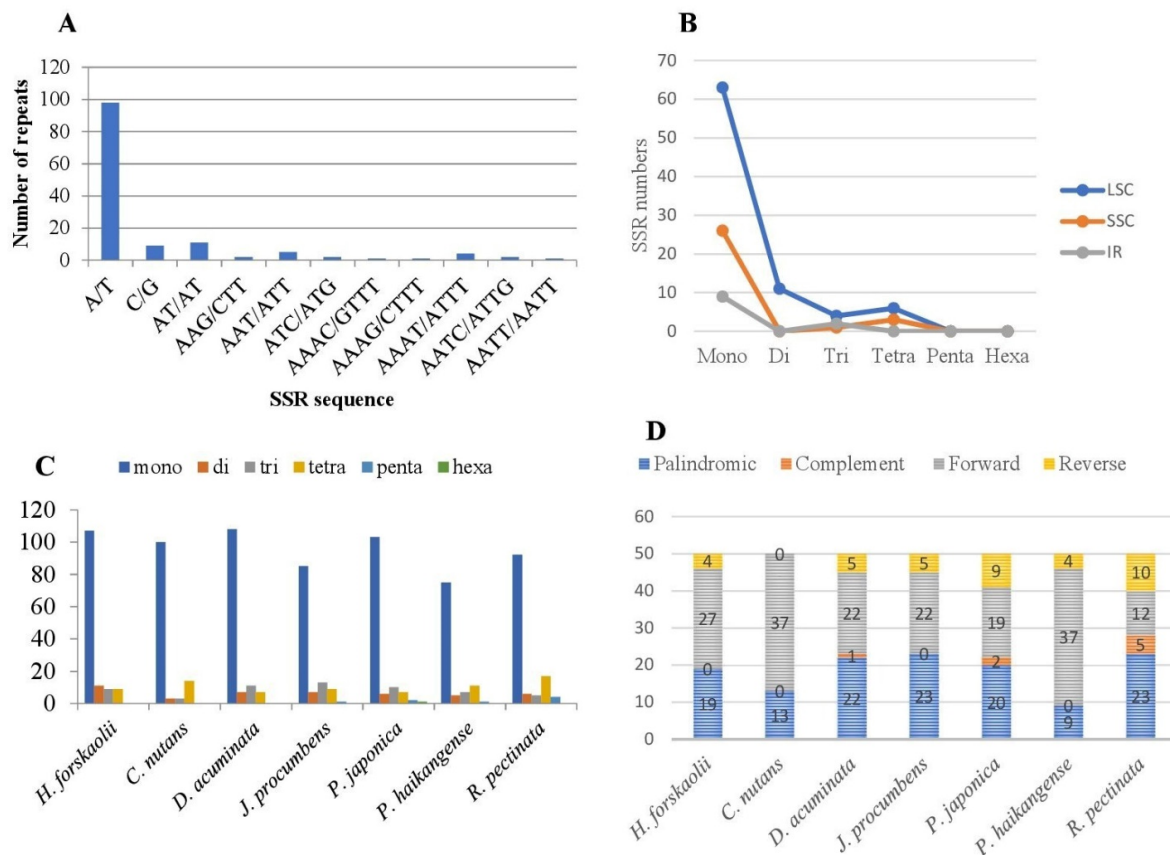 A
Number of repeats
120
100
80
60
40
20
0
A/T
C/G
AT/AT
AAG/CTT
AAT/ATT
ATC/ATG
AAAC/GTTT
AAAG/CTTT
AAAT/ATTT
AATC/ATTG
AATT/AATT
SSR sequence
B
SSR numbers
70
60
50
40
30
20
10
0
Mono Di Tri Tetra Penta Hexa
LSC
SSC
IR
C
mono di tri tetra penta hexa
120
100
80
60
40
20
0
H. forskaolii
C. nutans
D. acuminata
J. procumbens
P. japonica
P. haikangense
R. pectinata
D
Palindromic Complement Forward Reverse
60
50
40
30
20
10
0
4 0 5 5 9 4 10
27 37 22 22 19 37 12
0 0 1 0 2 0 5
19 13 22 23 20 9 23
H. forskaolii
C. nutans
D. acuminata
J. procumbens
P. japonica
P. haikangense
R. pectinata